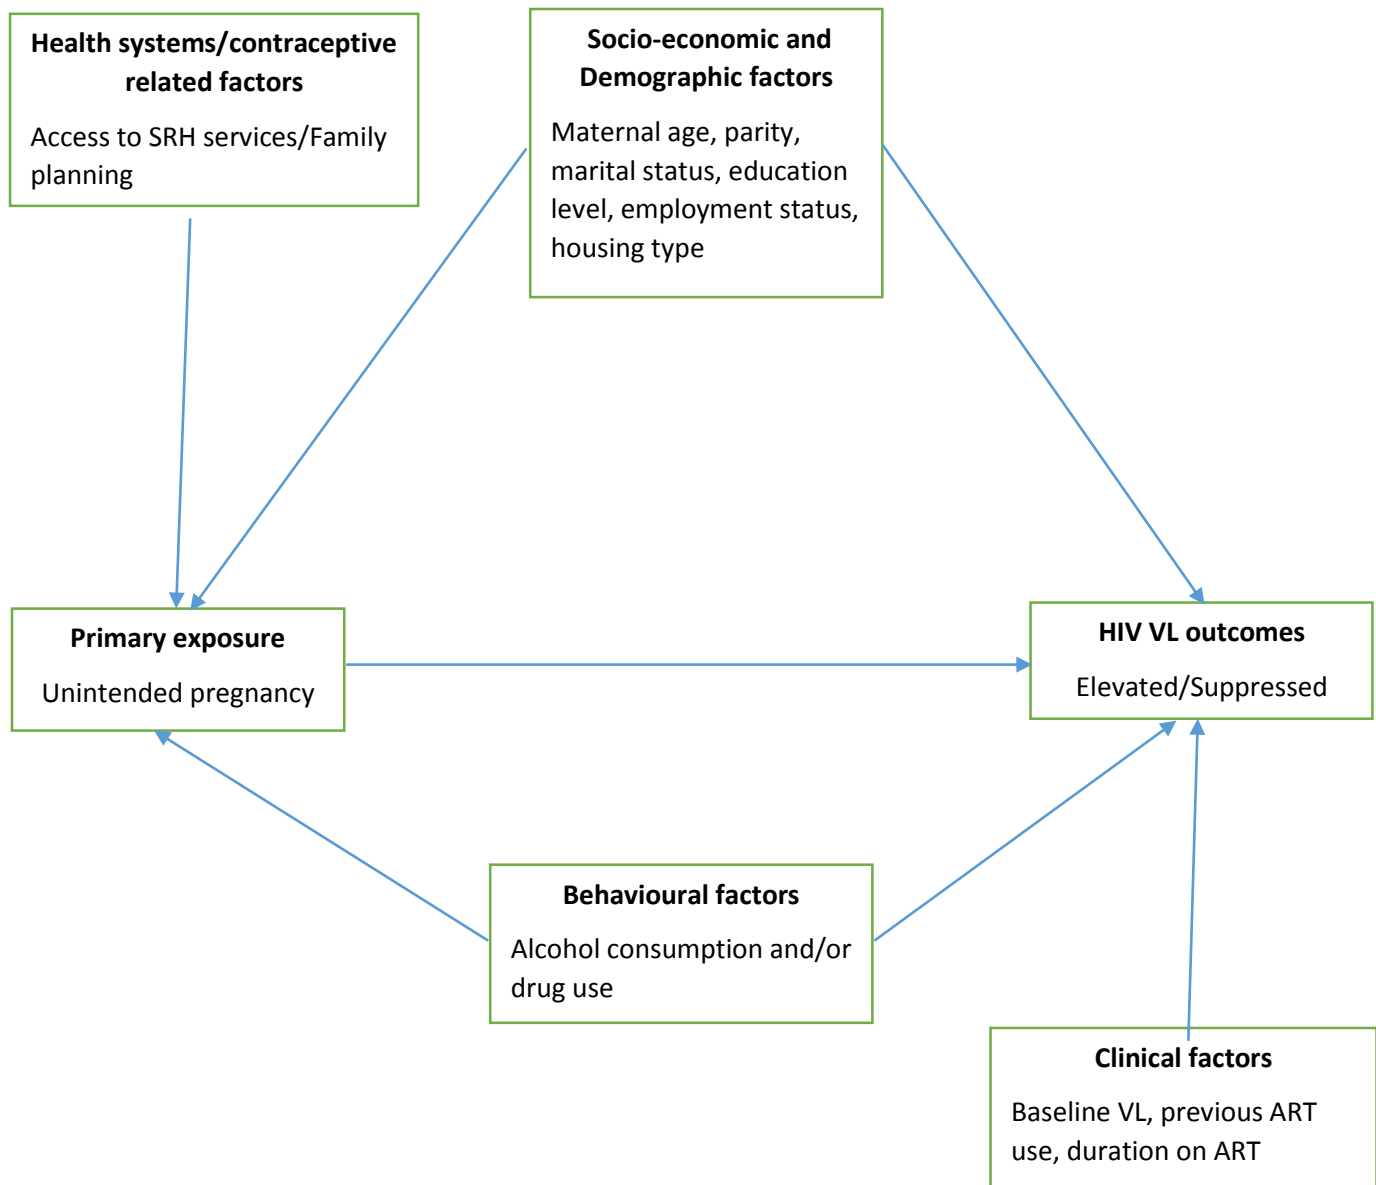 Health systems/contraceptive
related factors
Access to SRH services/Family
planning
Socio-economic and
Demographic factors
Maternal age, parity,
marital status, education
level, employment status,
housing type
Primary exposure
Unintended pregnancy
HIV VL outcomes
Elevated/Suppressed
Behavioural factors
Alcohol consumption and/or
drug use
Clinical factors
Baseline VL, previous ART
use, duration on ART